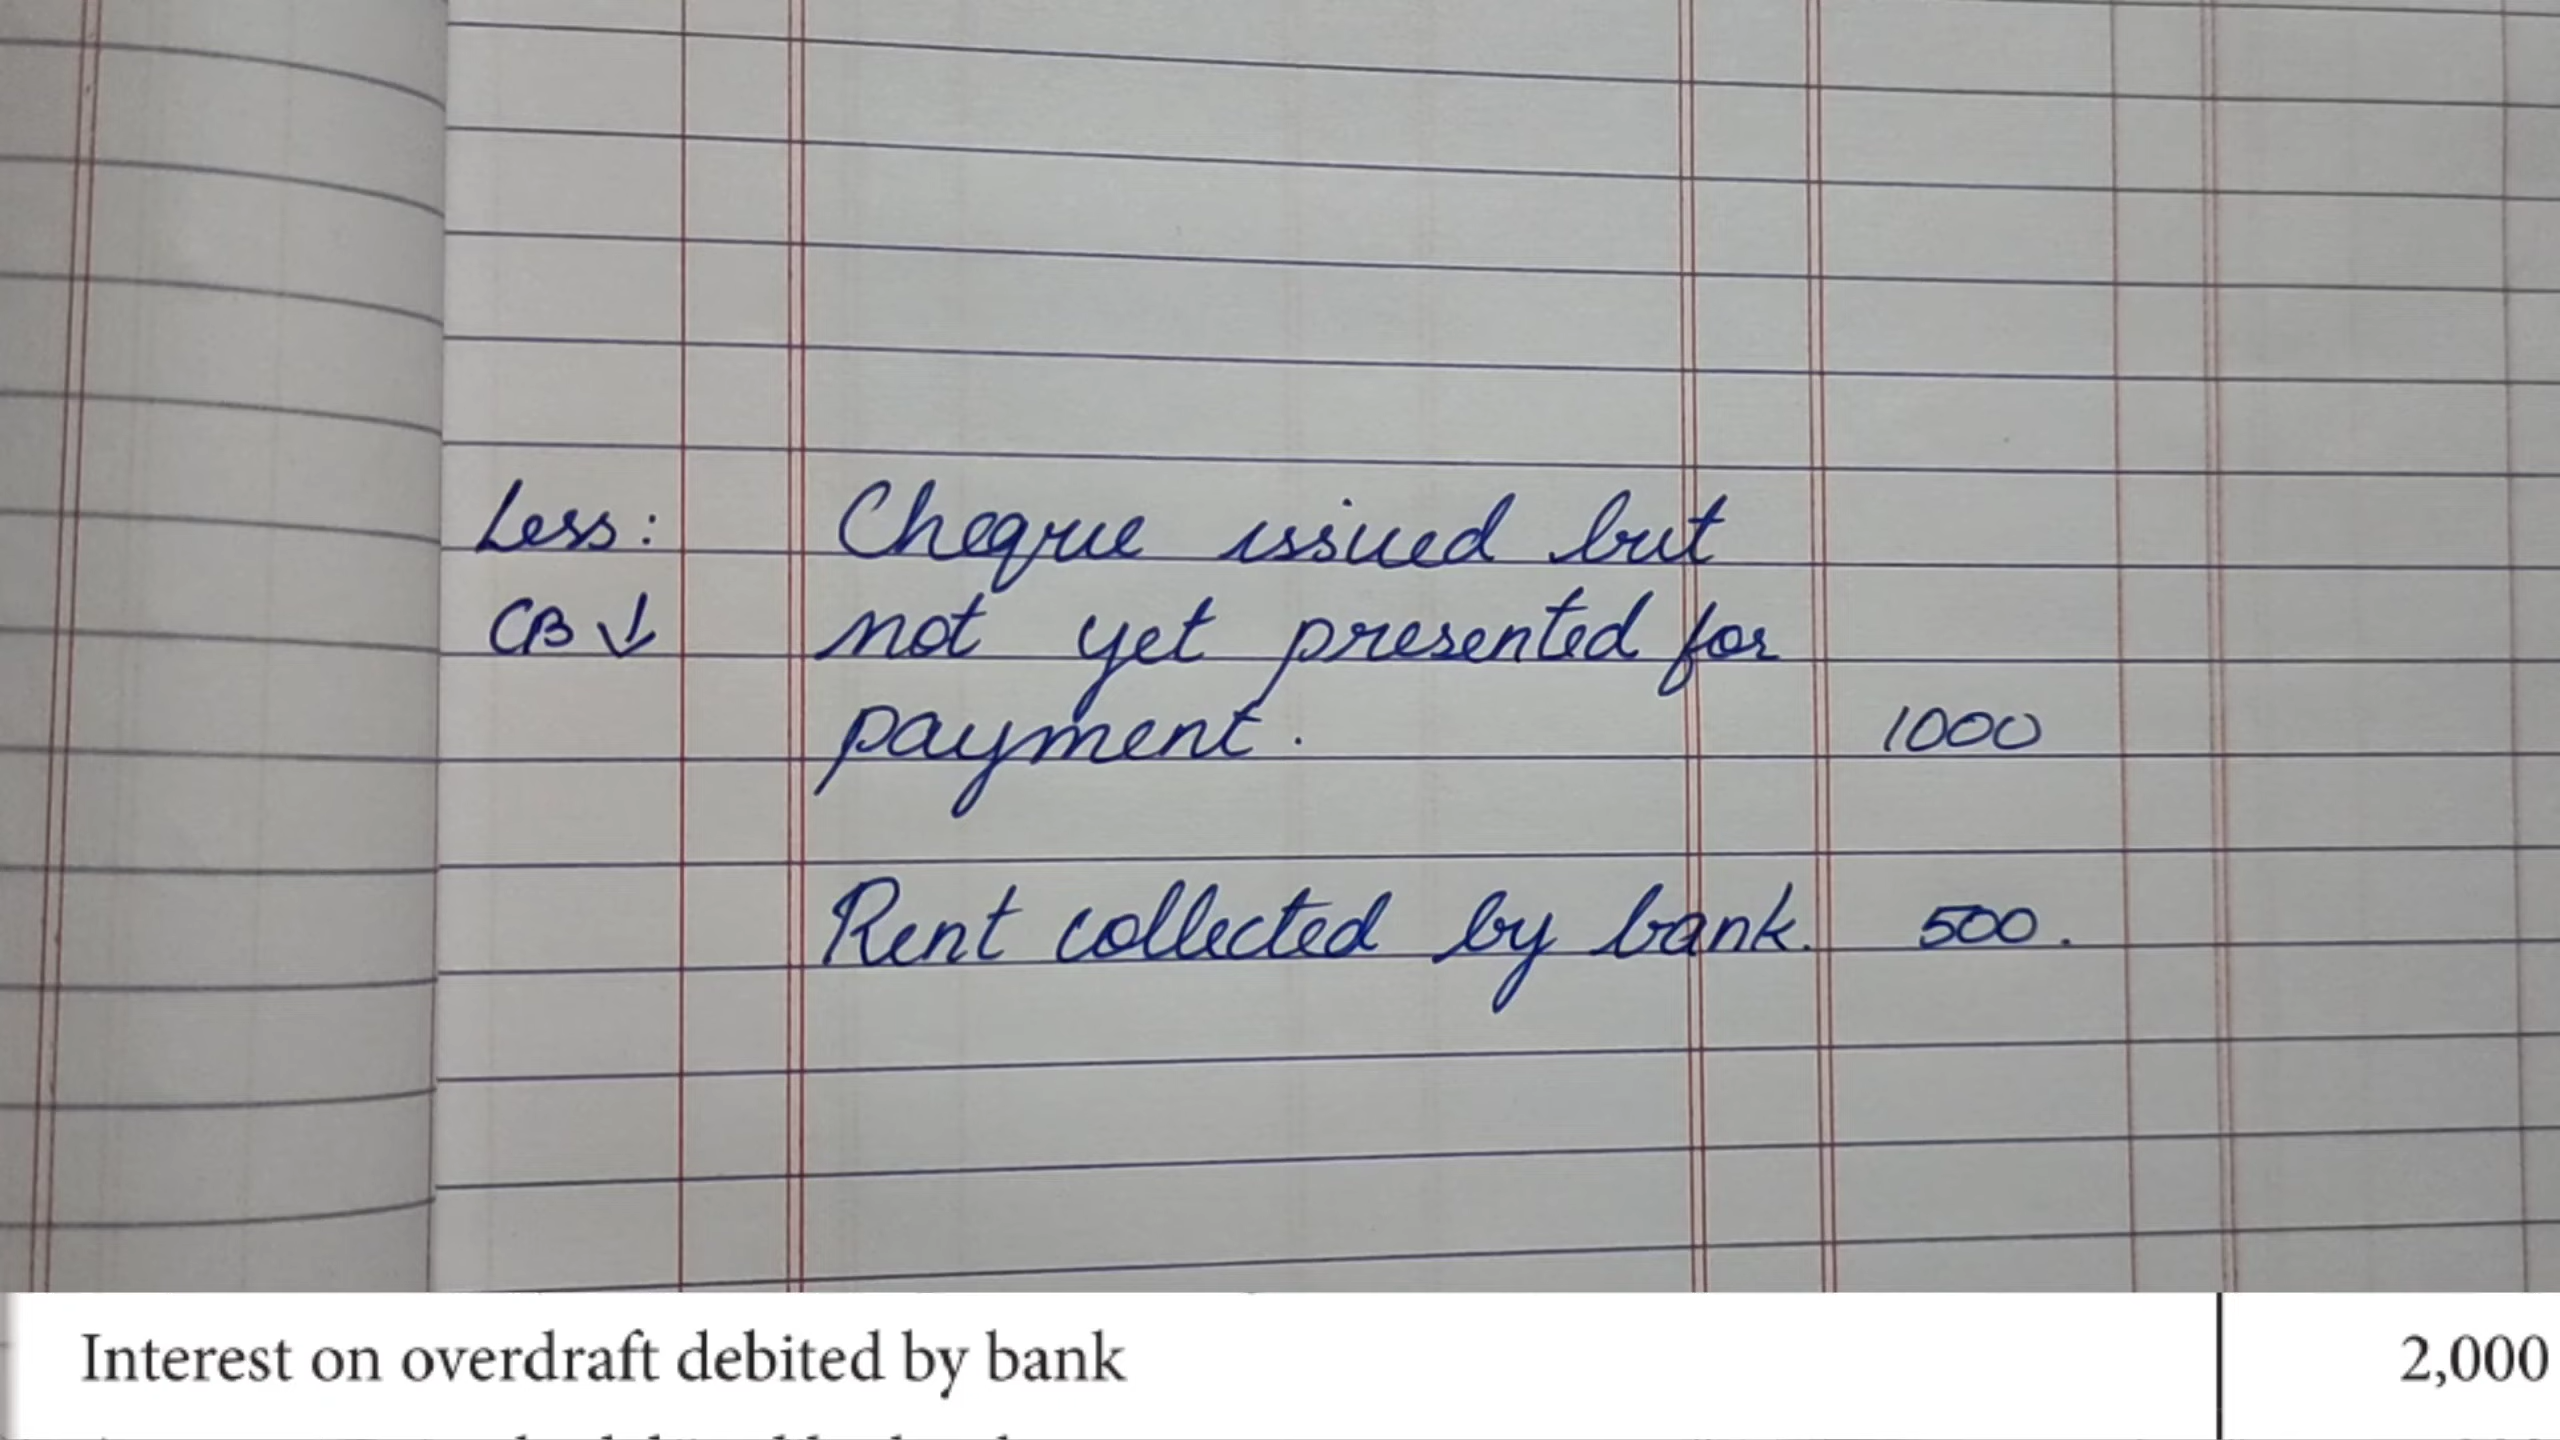 Less: Cheque issued but
CB↓ not yet presented for
payment. 1000
Rent collected by bank. 500.
Interest on overdraft debited by bank 2,000